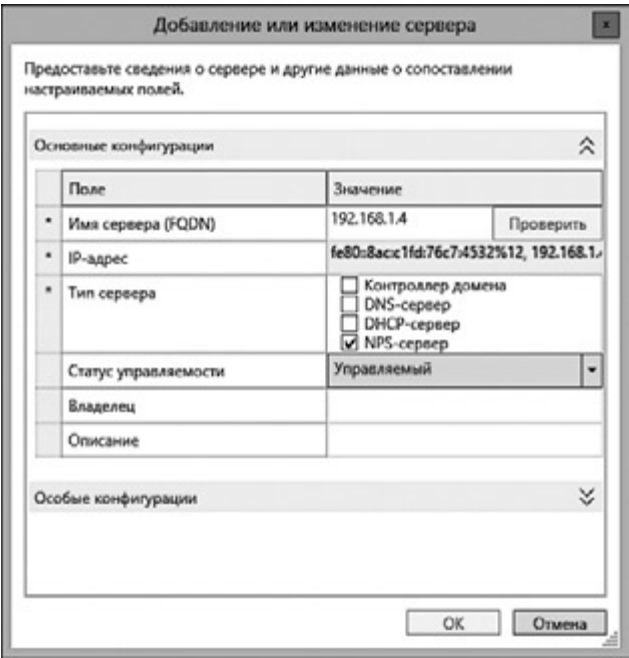 Добавление или изменение сервера
Предоставьте сведения о сервере и другие данные о сопоставлении
настраиваемых полей.
Основные конфигурации
Поле Значение
* Имя сервера (FQDN) 192.168.1.4 Проверить
* IP-адрес fe80::8ac:c1fd:76c7:4532%12, 192.168.1.
* Тип сервера Контроллер домена
DNS-сервер
DHCP-сервер
NPS-сервер
Статус управляемости Управляемый
Владелец
Описание
Особые конфигурации
OK Отмена